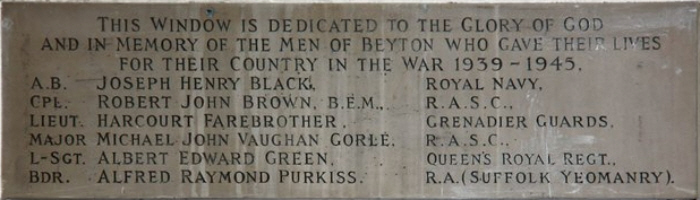 THIS WINDOW IS DEDICATED TO THE GLORY OF GOD
AND IN MEMORY OF THE MEN OF BEYTON WHO GAVE THEIR LIVES
FOR THEIR COUNTRY IN THE WAR 1939-1945.
A.B. JOSEPH HENRY BLACK, ROYAL NAVY,
CPL. ROBERT JOHN BROWN, B.E.M., R.A.S.C.,
LIEUT. HARCOURT FAREBROTHER, GRENADIER GUARDS,
MAJOR MICHAEL JOHN VAUGHAN GORLE, R.A.S.C.,
L-SGT. ALBERT EDWARD GREEN, QUEEN'S ROYAL REGT.,
BDR. ALFRED RAYMOND PURKISS. R.A.(SUFFOLK YEOMANRY).